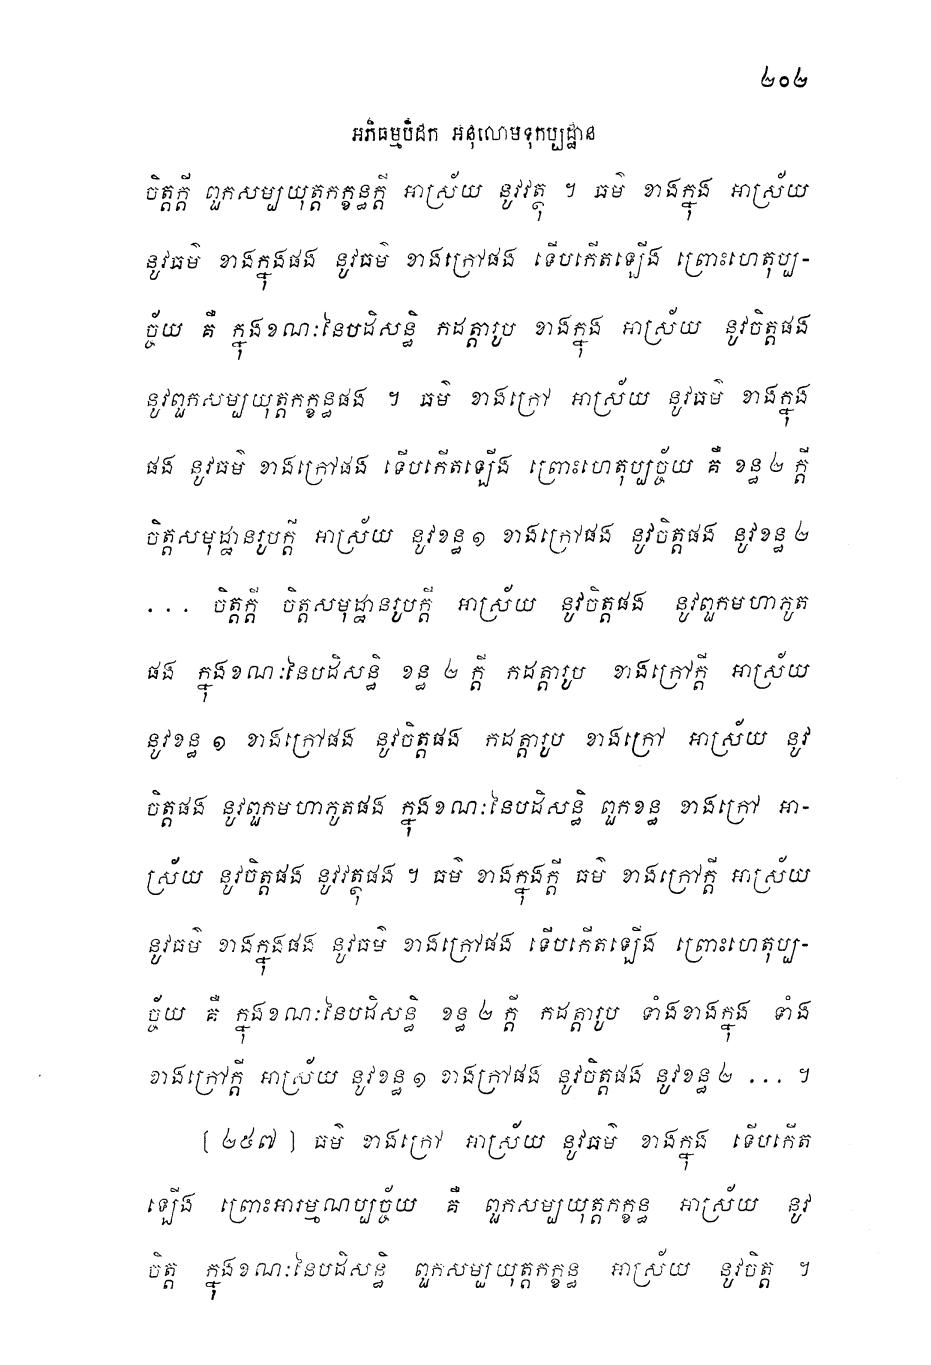 ២០២
អភិធម្មបិដក អនុលោមទុកប្បដ្ឋាន
ចិត្តក្តី ពួកសម្បយុត្តកក្ខន្ធក្តី អាស្រ័យ នូវវត្ថុ ។ ធម៌ ខាងក្នុង អាស្រ័យ
នូវធម៌ ខាងក្នុងផង នូវធម៌ ខាងក្រៅផង ទើបកើតឡើង ព្រោះហេតុប្ប-
ច្ច័យ គឺ ក្នុងខណៈនៃបដិសន្ធិ កដត្តារូប ខាងក្នុង អាស្រ័យ នូវចិត្តផង
នូវពួកសម្បយុត្តកក្ខន្ធផង ។ ធម៌ ខាងក្រៅ អាស្រ័យ នូវធម៌ ខាងក្នុង
ផង នូវធម៌ ខាងក្រៅផង ទើបកើតឡើង ព្រោះហេតុប្បច្ច័យ គឺ ខន្ធ ២ ក្តី
ចិត្តសមុដ្ឋានរូបក្តី អាស្រ័យ នូវខន្ធ ១ ខាងក្រៅផង នូវចិត្តផង នូវខន្ធ ២
... ចិត្តក្តី ចិត្តសមុដ្ឋានរូបក្តី អាស្រ័យ នូវចិត្តផង នូវពួកមហាភូត
ផង ក្នុងខណៈនៃបដិសន្ធិ ខន្ធ ២ ក្តី កដត្តារូប ខាងក្រៅក្តី អាស្រ័យ
នូវខន្ធ ១ ខាងក្រៅផង នូវចិត្តផង កដត្តារូប ខាងក្រៅ អាស្រ័យ នូវ
ចិត្តផង នូវពួកមហាភូតផង ក្នុងខណៈនៃបដិសន្ធិ ពួកខន្ធ ខាងក្រៅ អា-
ស្រ័យ នូវចិត្តផង នូវវត្ថុផង ។ ធម៌ ខាងក្នុងក្តី ធម៌ ខាងក្រៅក្តី អាស្រ័យ
នូវធម៌ ខាងក្នុងផង នូវធម៌ ខាងក្រៅផង ទើបកើតឡើង ព្រោះហេតុប្ប-
ច្ច័យ គឺ ក្នុងខណៈនៃបដិសន្ធិ ខន្ធ ២ ក្តី កដត្តារូប ទាំងខាងក្នុង ទាំង
ខាងក្រៅក្តី អាស្រ័យ នូវខន្ធ ១ ខាងក្រៅផង នូវចិត្តផង នូវខន្ធ ២ ... ។
[ ២៥៧ ] ធម៌ ខាងក្រៅ អាស្រ័យ នូវធម៌ ខាងក្នុង ទើបកើត
ឡើង ព្រោះអារម្មណប្បច្ច័យ គឺ ពួកសម្បយុត្តកក្ខន្ធ អាស្រ័យ នូវ
ចិត្ត ក្នុងខណៈនៃបដិសន្ធិ ពួកសម្បយុត្តកក្ខន្ធ អាស្រ័យ នូវចិត្ត ។